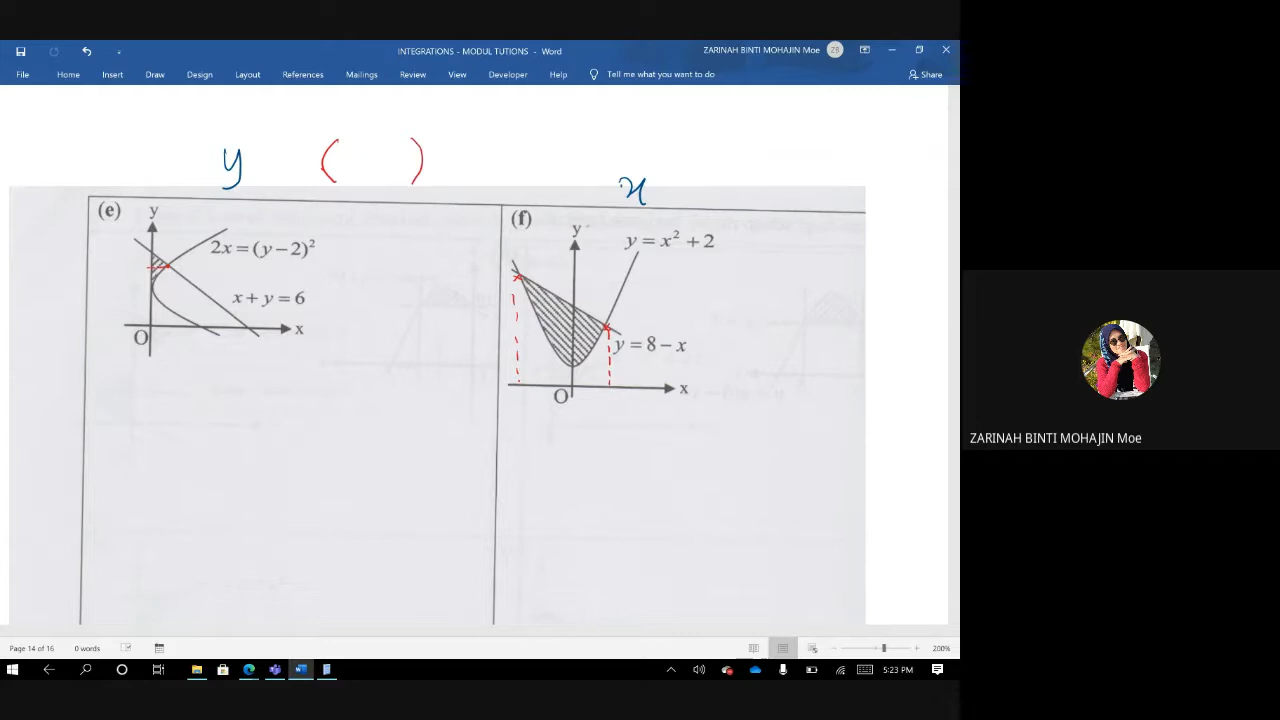 INTEGRATIONS - MODUL TUTIONS - Word
ZARINAH BINTI MOHAJIN Moe ZB
File Home Insert Draw Design Layout References Mailings Review View Developer Help Tell me what you want to do Share
y ( )
x
(e) y
2x = (y − 2)²
x + y = 6
x
O
(f) y
y = x² + 2
y = 8 − x
x
O
ZARINAH BINTI MOHAJIN Moe
Page 14 of 16 0 words 200%
5:23 PM